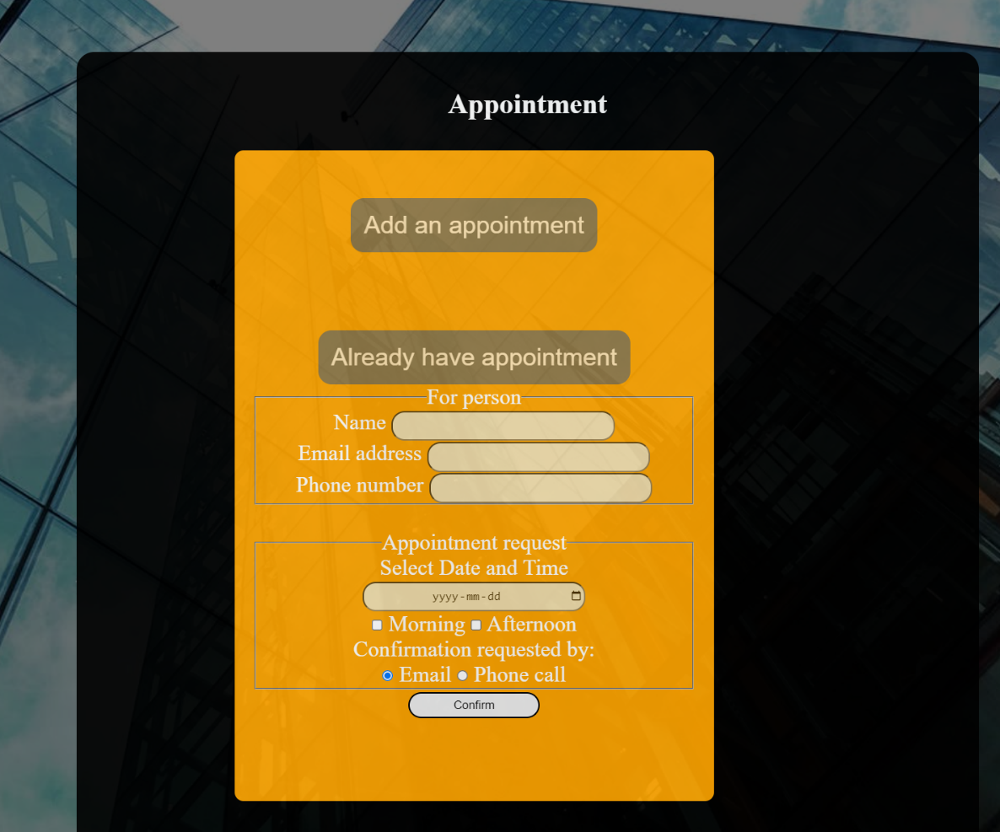 Appointment
Add an appointment
Already have appointment
For person
Name
Email address
Phone number
Appointment request
Select Date and Time
yyyy-mm-dd
Morning Afternoon
Confirmation requested by:
Email Phone call
Confirm